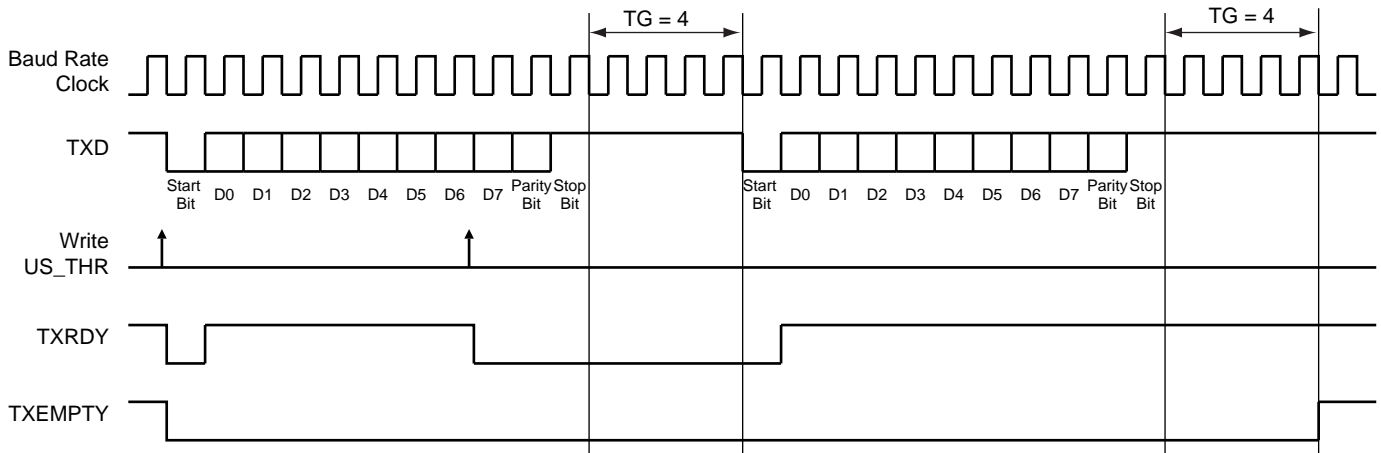 TG = 4
TG = 4
Baud Rate
Clock
TXD
Start
Bit
D0
D1
D2
D3
D4
D5
D6
D7
Parity
Bit
Stop
Bit
Start
Bit
D0
D1
D2
D3
D4
D5
D6
D7
Parity
Bit
Stop
Bit
Write
US_THR
TXRDY
TXEMPTY